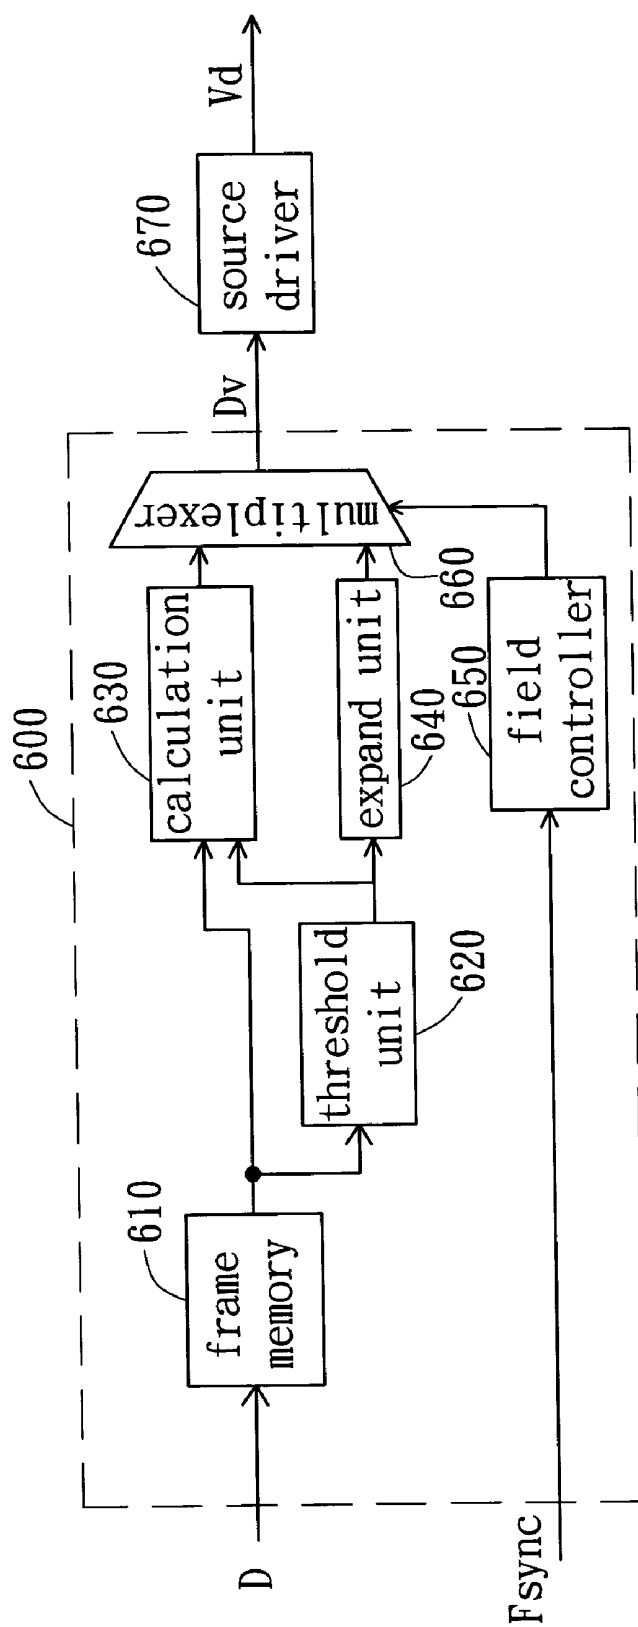 600
D
Fsync
610
frame
memory
threshold
unit
620
630
calculation
unit
expand unit
640
650
field
controller
multiplexer
660
Dv
670
source
driver
Vd